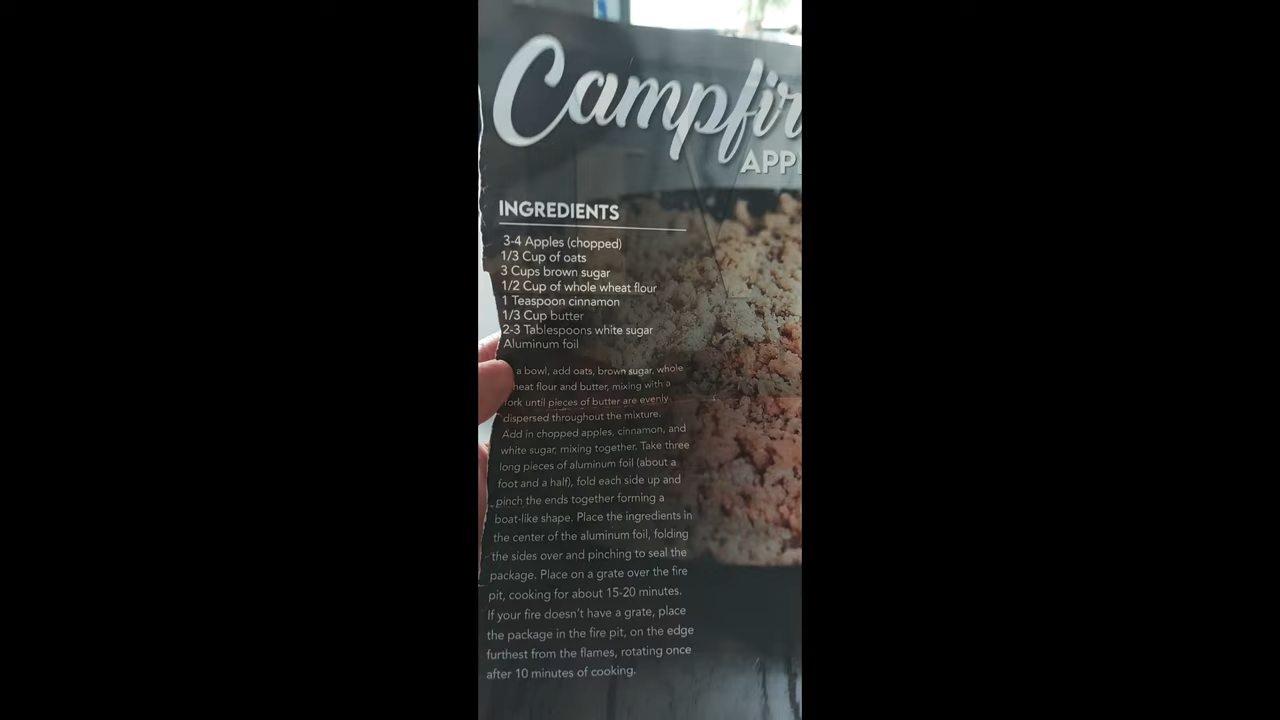 Campfir
APP
INGREDIENTS
3-4 Apples (chopped)
1/3 Cup of oats
3 Cups brown sugar
1/2 Cup of whole wheat flour
1 Teaspoon cinnamon
1/3 Cup butter
2-3 Tablespoons white sugar
Aluminum foil
a bowl, add oats, brown sugar, whole
heat flour and butter, mixing with a
fork until pieces of butter are evenly
dispersed throughout the mixture.
Add in chopped apples, cinnamon, and
white sugar, mixing together. Take three
long pieces of aluminum foil (about a
foot and a half), fold each side up and
pinch the ends together forming a
boat-like shape. Place the ingredients in
the center of the aluminum foil, folding
the sides over and pinching to seal the
package. Place on a grate over the fire
pit, cooking for about 15-20 minutes.
If your fire doesn't have a grate, place
the package in the fire pit, on the edge
furthest from the flames, rotating once
after 10 minutes of cooking.